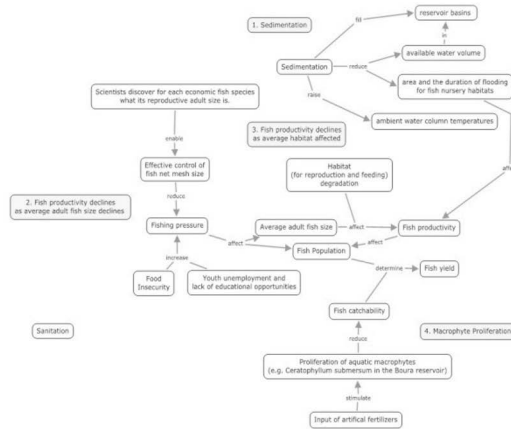 1. Sedimentation
fill
reservoir basins
in
Sedimentation
reduce
available water volume
area and the duration of flooding
for fish nursery habitats
raise
ambient water column temperatures
Scientists discover for each economic fish species
what its reproductive adult size is.
enable
3. Fish productivity declines
as average habitat affected
Effective control of
fish net mesh size
Habitat
(for reproduction and feeding)
degradation
reduce
2. Fish productivity declines
as average adult fish size declines
Fishing pressure
affect
Average adult fish size
affect
Fish productivity
affect
Fish Population
increase
Food
Insecurity
Youth unemployment and
lack of educational opportunities
determine
Fish yield
Fish catchability
Sanitation
4. Macrophyte Proliferation
reduce
Proliferation of aquatic macrophytes
(e.g. Ceratophyllum submersum in the Boura reservoir)
stimulate
Input of artifical fertilizers